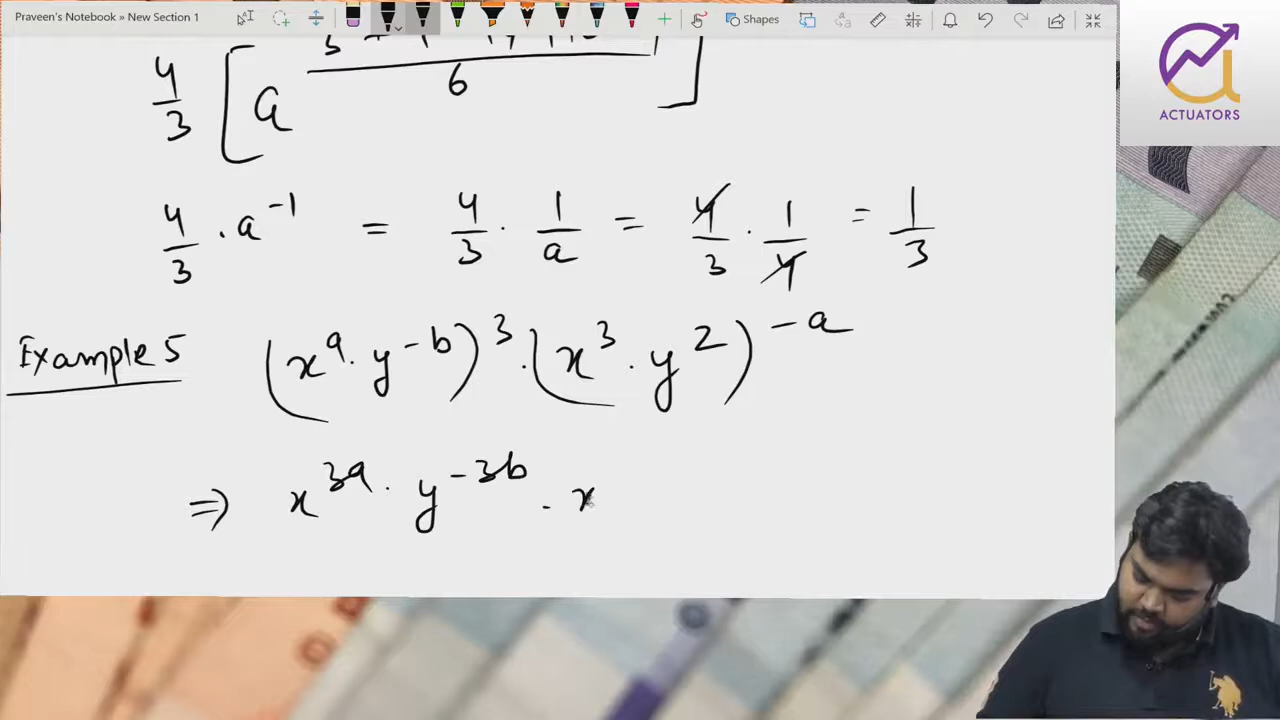 Praveen's Notebook » New Section 1
Shapes
ACTUATORS
4/3 [a 6]
4/3 . a^-1 = 4/3 . 1/a = 4/3 . 1/4 = 1/3
Example 5 (x^a . y^-b)^3 . (x^3 . y^2)^-a
⇒ x^3a . y^-3b . x